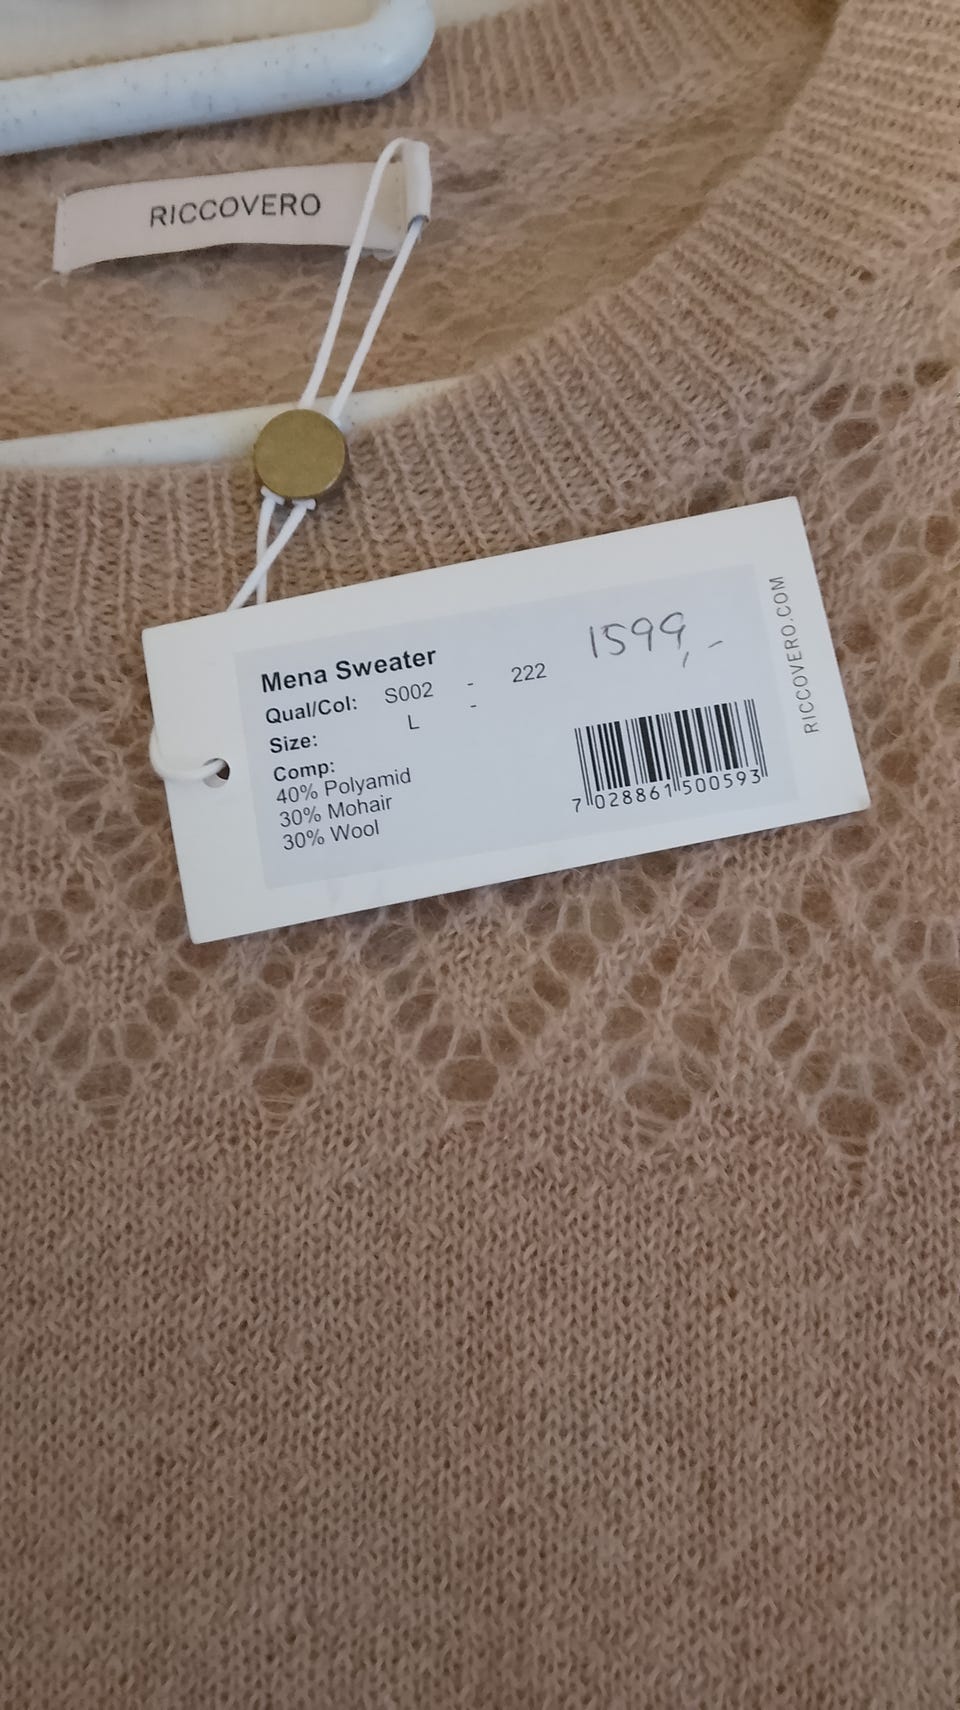 RICCOVERO
Mena Sweater
1599,-
Qual/Col: S002 - 222
Size: L -
Comp:
40% Polyamid
30% Mohair
30% Wool
7 028861 500593
RICCOVERO.COM